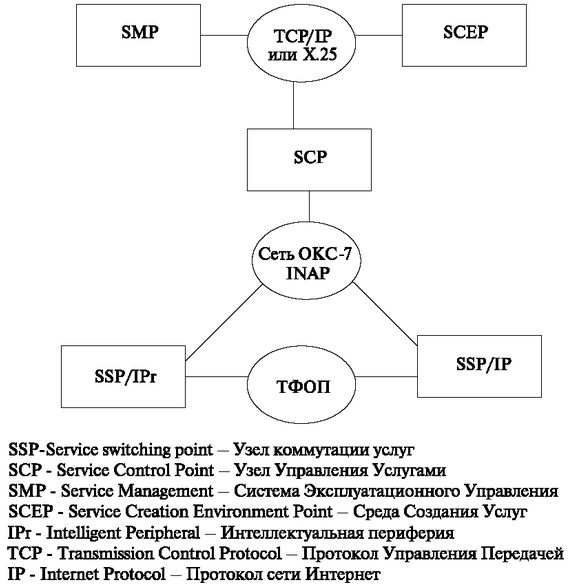 SMP
TCP/IP
или X.25
SCEP
SCP
Сеть ОКС-7
INAP
SSP/IPr
ТФОП
SSP/IP
SSP-Service switching point – Узел коммутации услуг
SCP - Service Control Point – Узел Управления Услугами
SMP - Service Management – Система Эксплуатационного Управления
SCEP - Service Creation Environment Point – Среда Создания Услуг
IPr - Intelligent Peripheral – Интеллектуальная периферия
TCP - Transmission Control Protocol – Протокол Управления Передачей
IP - Internet Protocol – Протокол сети Интернет